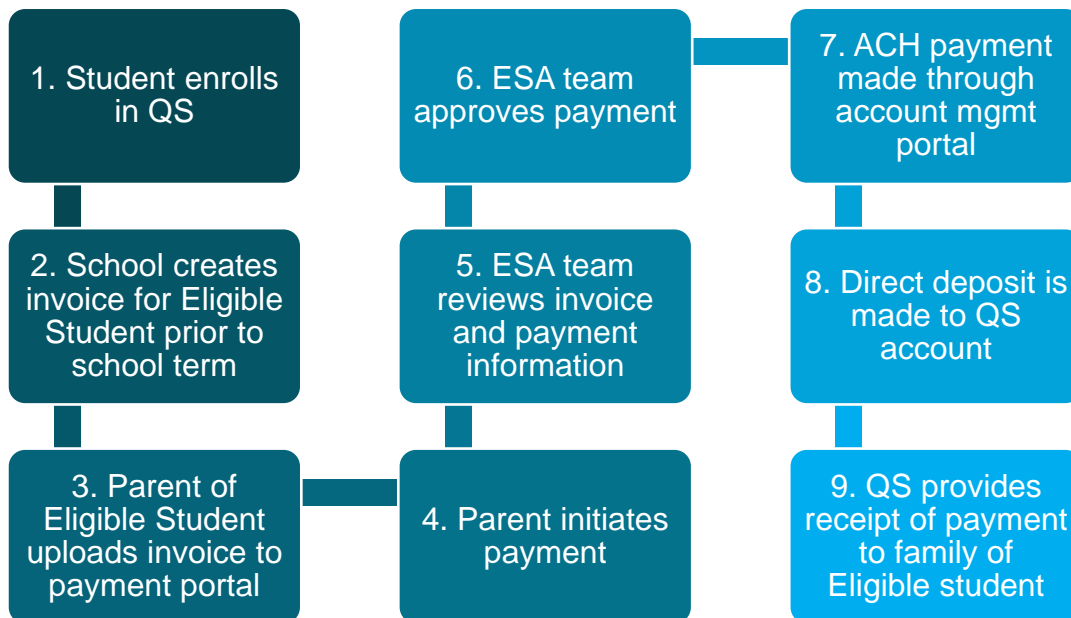 1. Student enrolls
in QS
2. School creates
invoice for Eligible
Student prior to
school term
3. Parent of
Eligible Student
uploads invoice to
payment portal
4. Parent initiates
payment
5. ESA team
reviews invoice
and payment
information
6. ESA team
approves payment
7. ACH payment
made through
account mgmt
portal
8. Direct deposit is
made to QS
account
9. QS provides
receipt of payment
to family of
Eligible student